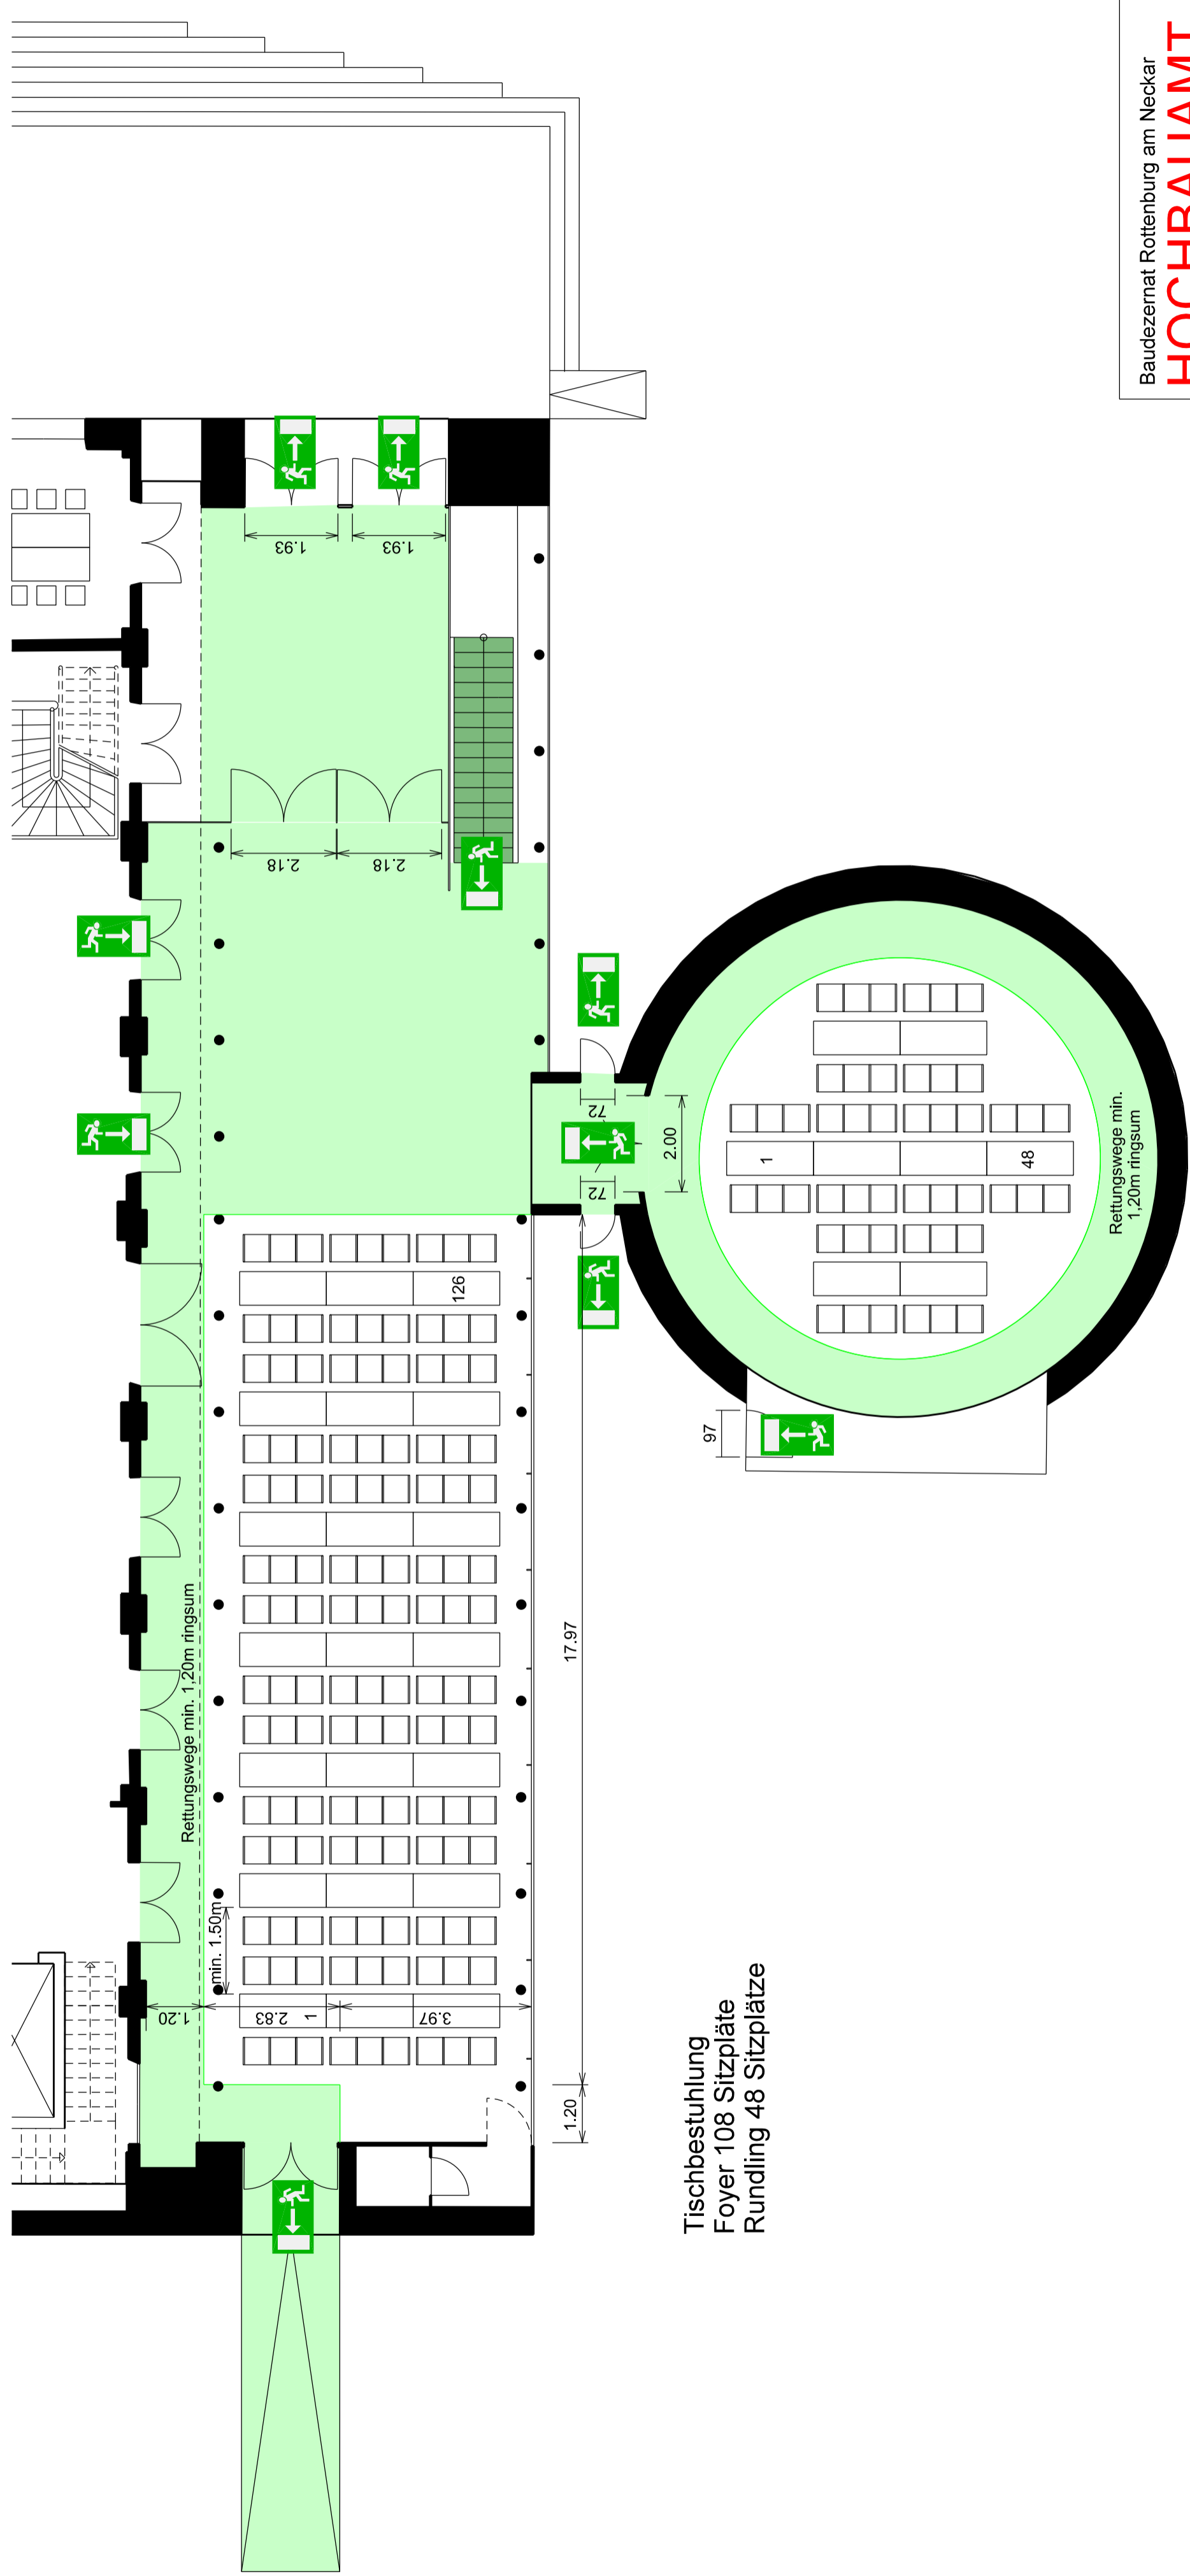 Baudezernat Rottenburg am Neckar
HOCHBAUAMT
1.93
1.93
2.18
2.18
72
72
2.00
1
48
Rettungswege min.
1,20m ringsum
97
126
Rettungswege min. 1,20m ringsum
17.97
min. 1.50m
1.20
2.83
1
3.97
1.20
Tischbestuhlung
Foyer 108 Sitzpläte
Rundling 48 Sitzplätze